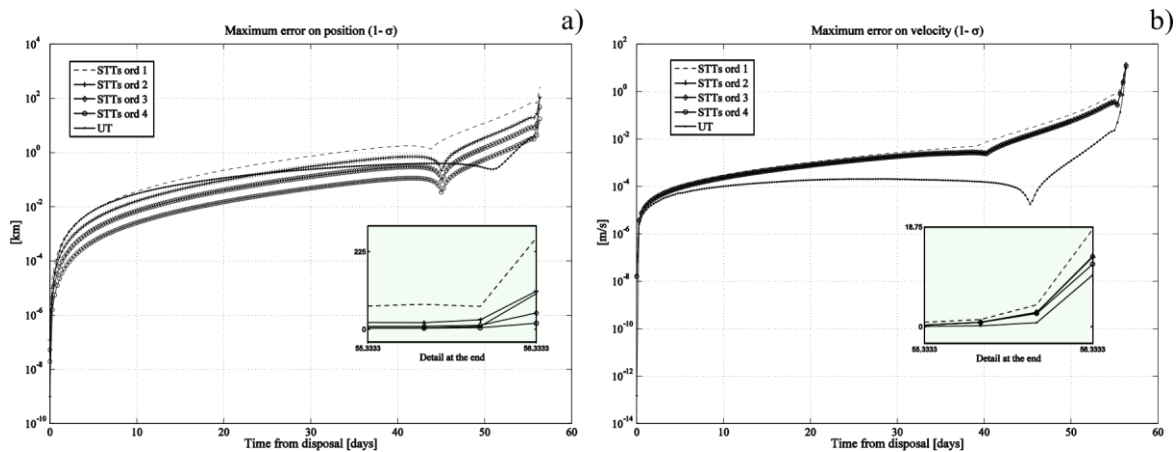 a)
Maximum error on position (1- σ)
10^4
10^2
10^0
10^-2
10^-4
10^-6
10^-8
10^-10
[km]
STTs ord 1
STTs ord 2
STTs ord 3
STTs ord 4
UT
225
0
55.3333
56.3333
Detail at the end
0
10
20
30
40
50
60
Time from disposal [days]
b)
Maximum error on velocity (1- σ)
10^2
10^0
10^-2
10^-4
10^-6
10^-8
10^-10
10^-12
10^-14
[m/s]
STTs ord 1
STTs ord 2
STTs ord 3
STTs ord 4
UT
18.75
0
55.3333
56.3333
Detail at the end
0
10
20
30
40
50
60
Time from disposal [days]